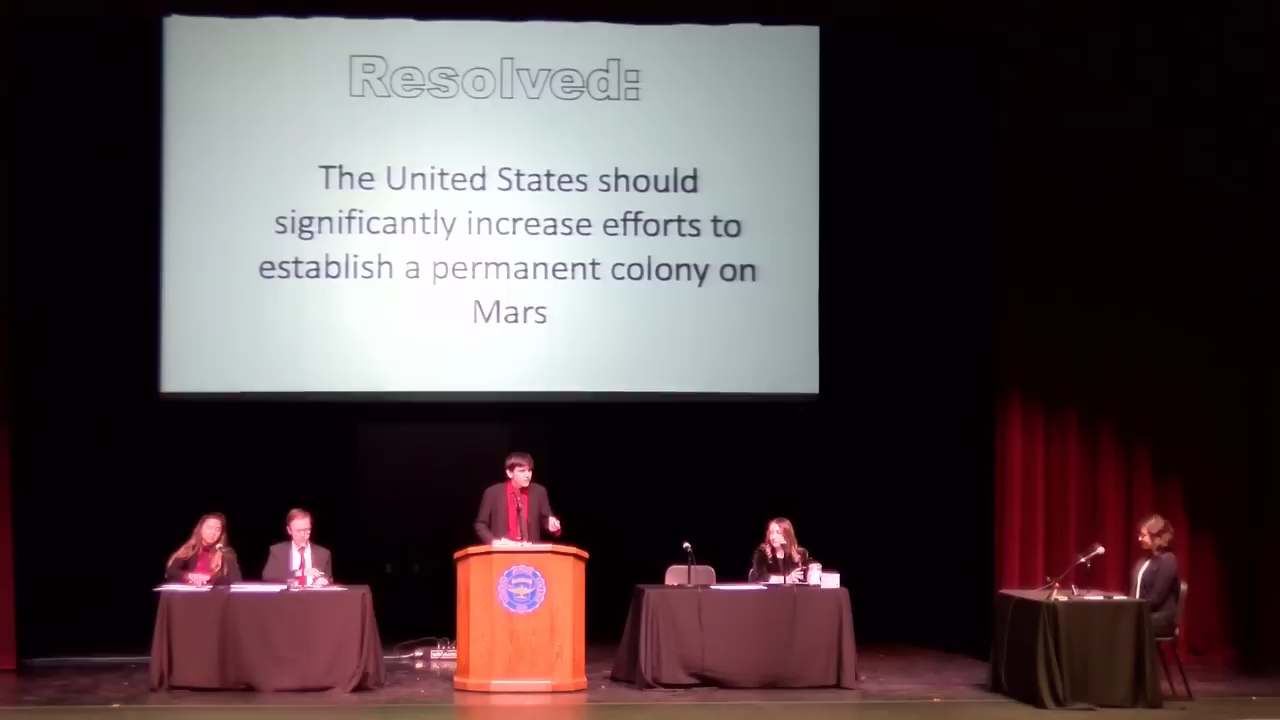 Resolved:
The United States should
significantly increase efforts to
establish a permanent colony on
Mars